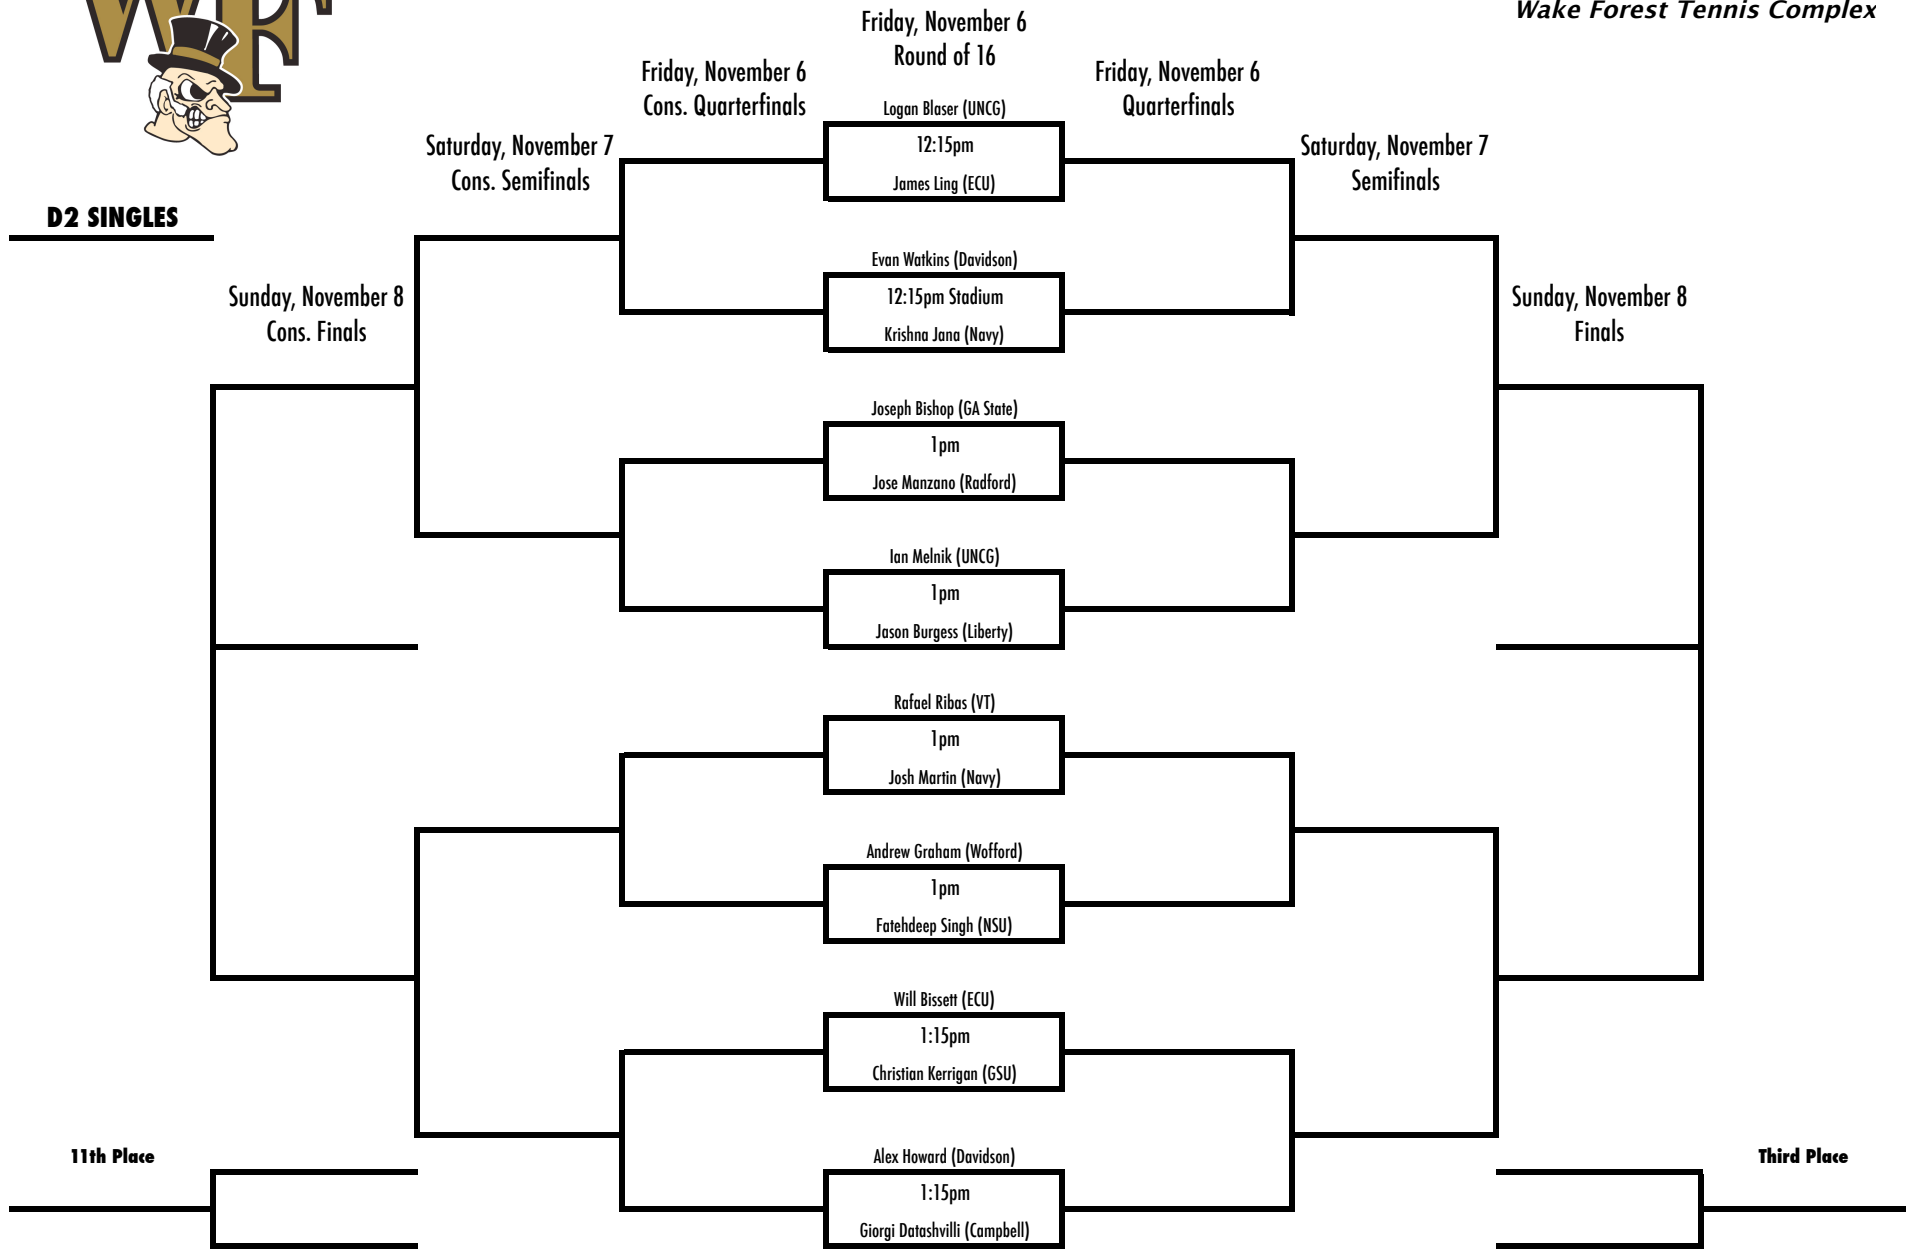 WF
Wake Forest Tennis Complex
Friday, November 6
Round of 16
Friday, November 6
Cons. Quarterfinals
Friday, November 6
Quarterfinals
Saturday, November 7
Cons. Semifinals
Saturday, November 7
Semifinals
D2 SINGLES
Sunday, November 8
Cons. Finals
Sunday, November 8
Finals
Logan Blaser (UNCG)
12:15pm
James Ling (ECU)
Evan Watkins (Davidson)
12:15pm Stadium
Krishna Jana (Navy)
Joseph Bishop (GA State)
1pm
Jose Manzano (Radford)
Ian Melnik (UNCG)
1pm
Jason Burgess (Liberty)
Rafael Ribas (VT)
1pm
Josh Martin (Navy)
Andrew Graham (Wofford)
1pm
Fatehdeep Singh (NSU)
Will Bissett (ECU)
1:15pm
Christian Kerrigan (GSU)
Alex Howard (Davidson)
1:15pm
Giorgi Datashvilli (Campbell)
11th Place
Third Place